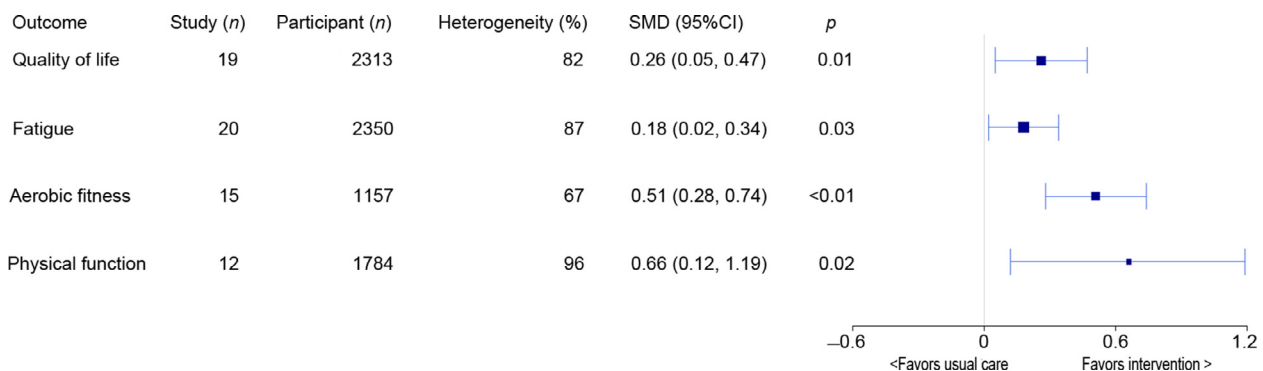 Outcome Study (n) Participant (n) Heterogeneity (%) SMD (95%CI) p
Quality of life 19 2313 82 0.26 (0.05, 0.47) 0.01
Fatigue 20 2350 87 0.18 (0.02, 0.34) 0.03
Aerobic fitness 15 1157 67 0.51 (0.28, 0.74) <0.01
Physical function 12 1784 96 0.66 (0.12, 1.19) 0.02
—0.6 0 0.6 1.2
<Favors usual care Favors intervention >